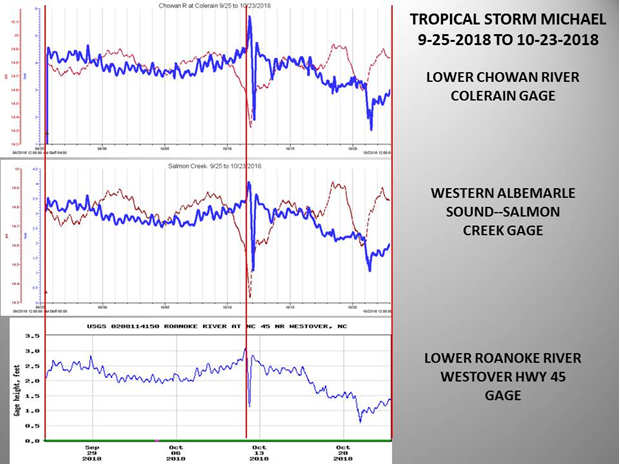 Chowan R at Colerain 9/25 to 10/23/2018
TROPICAL STORM MICHAEL
9-25-2018 TO 10-23-2018
LOWER CHOWAN RIVER
COLERAIN GAGE
Salmon Creek 9/25 to 10/23/2018
WESTERN ALBEMARLE
SOUND--SALMON
CREEK GAGE
USGS 0208114150 ROANOKE RIVER AT NC 45 NR WESTOVER, NC
Gage height, feet
3.5
3.0
2.5
2.0
1.5
1.0
0.5
0.0
Sep
29
2018
Oct
06
2018
Oct
13
2018
Oct
20
2018
LOWER ROANOKE RIVER
WESTOVER HWY 45
GAGE